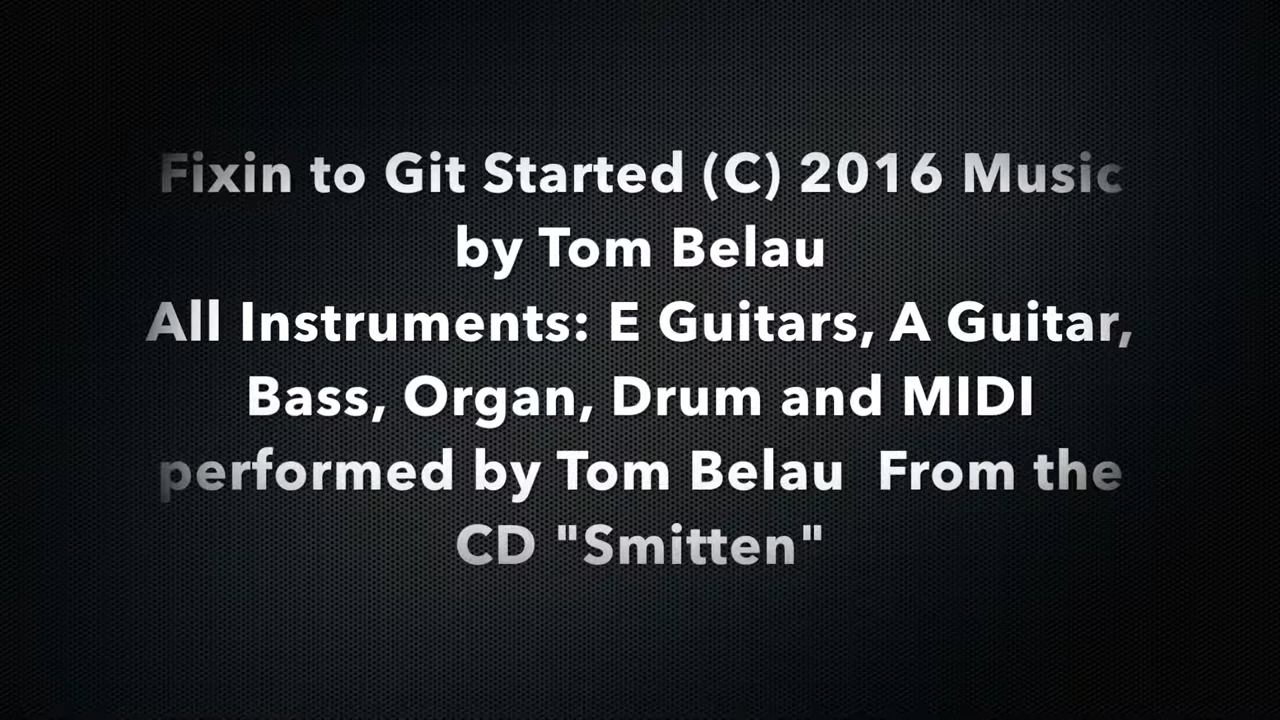 Fixin to Git Started (C) 2016 Music
by Tom Belau
All Instruments: E Guitars, A Guitar,
Bass, Organ, Drum and MIDI
performed by Tom Belau  From the
CD "Smitten"